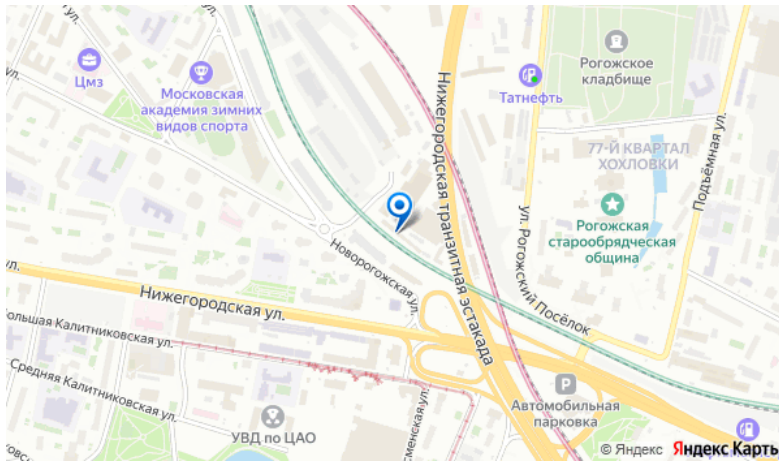 ул.
Цмз
Московская
академия зимних
видов спорта
Рогожское
кладбище
Татнефть
77-Й КВАРТАЛ
ХОХЛОВКИ
Подъёмная ул.
Нижегородская транзитная эстакада
Рогожская
старообрядческая
община
ул. Рогожский Посёлок
Новорогожская ул.
ул.
Нижегородская ул.
Большая Калитниковская ул.
Средняя Калитниковская ул.
УВД по ЦАО
Автомобильная
парковка
© Яндекс Яндекс Карты